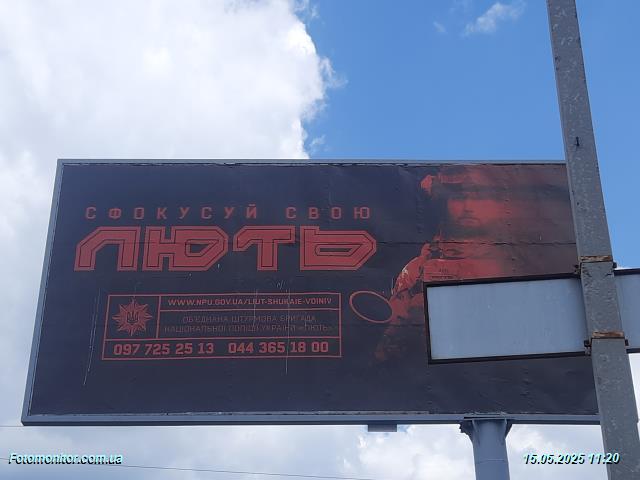 СФОКУСУЙ СВОЮ
ЛЮТЬ
WWW.NPU.GOV.UA/LIUT-SHUKAIE-VOINIV
ОБ'ЄДНАНА ШТУРМОВА БРИГАДА
НАЦІОНАЛЬНОЇ ПОЛІЦІЇ УКРАЇНИ «ЛЮТЬ»
097 725 25 13 044 365 18 00
Fotomonitor.com.ua
15.05.2025 11:20